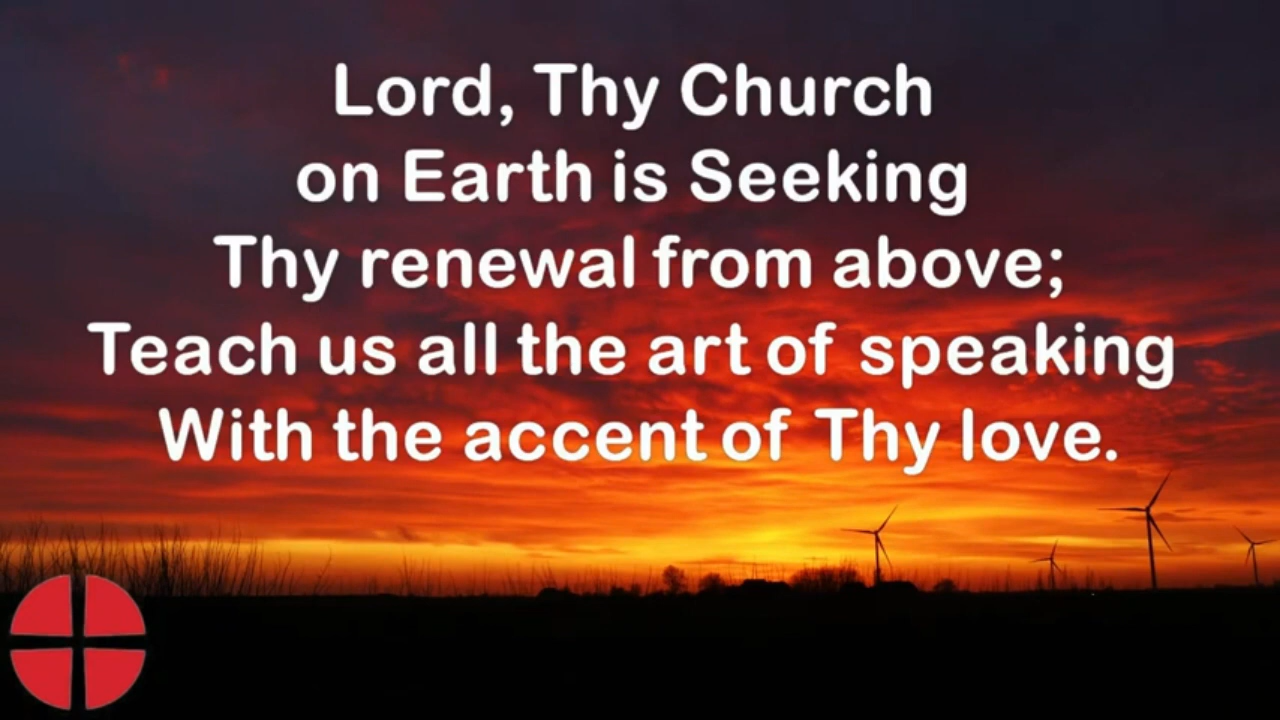 Lord, Thy Church
on Earth is Seeking
Thy renewal from above;
Teach us all the art of speaking
With the accent of Thy love.